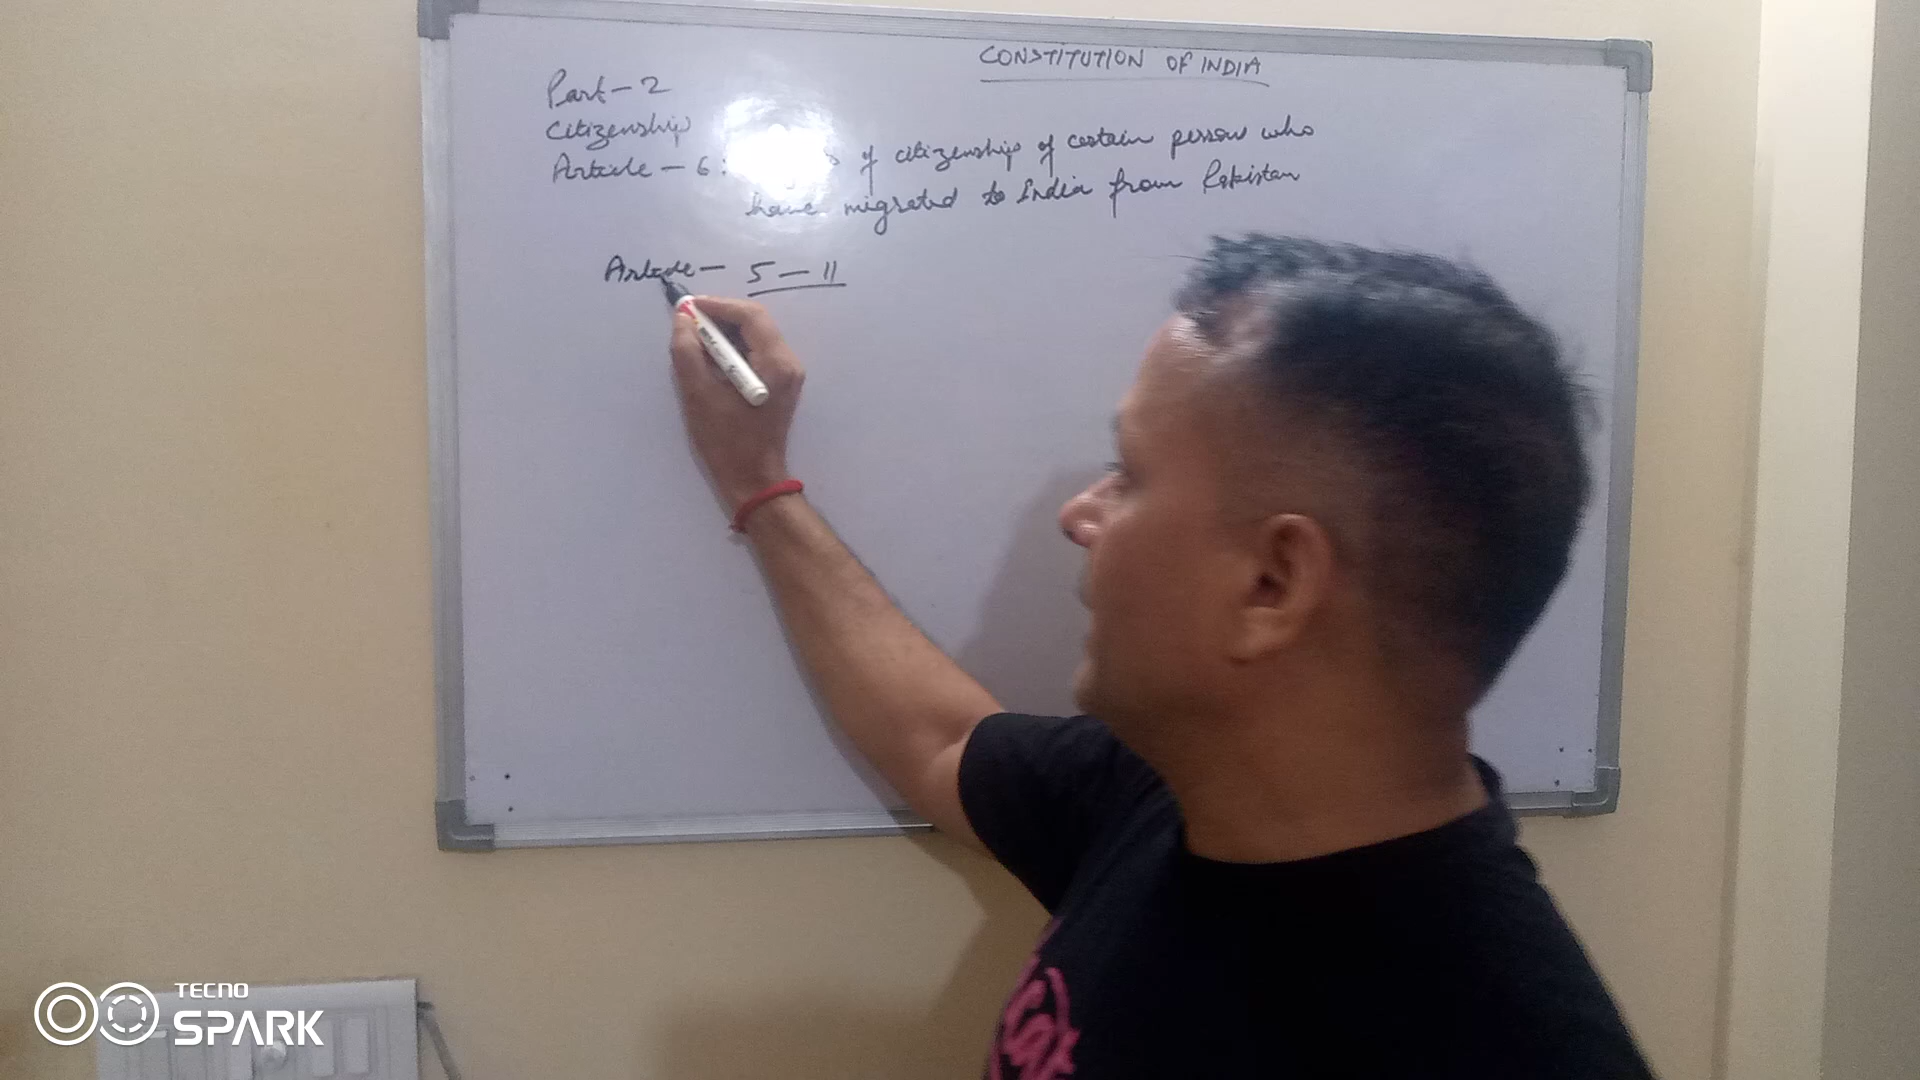 CONSTITUTION OF INDIA
Part-2
Citizenship
Article - 6: of citizenship of certain person who
have migrated to India from Pakistan
Article - 5 - 11
TECNO
SPARK